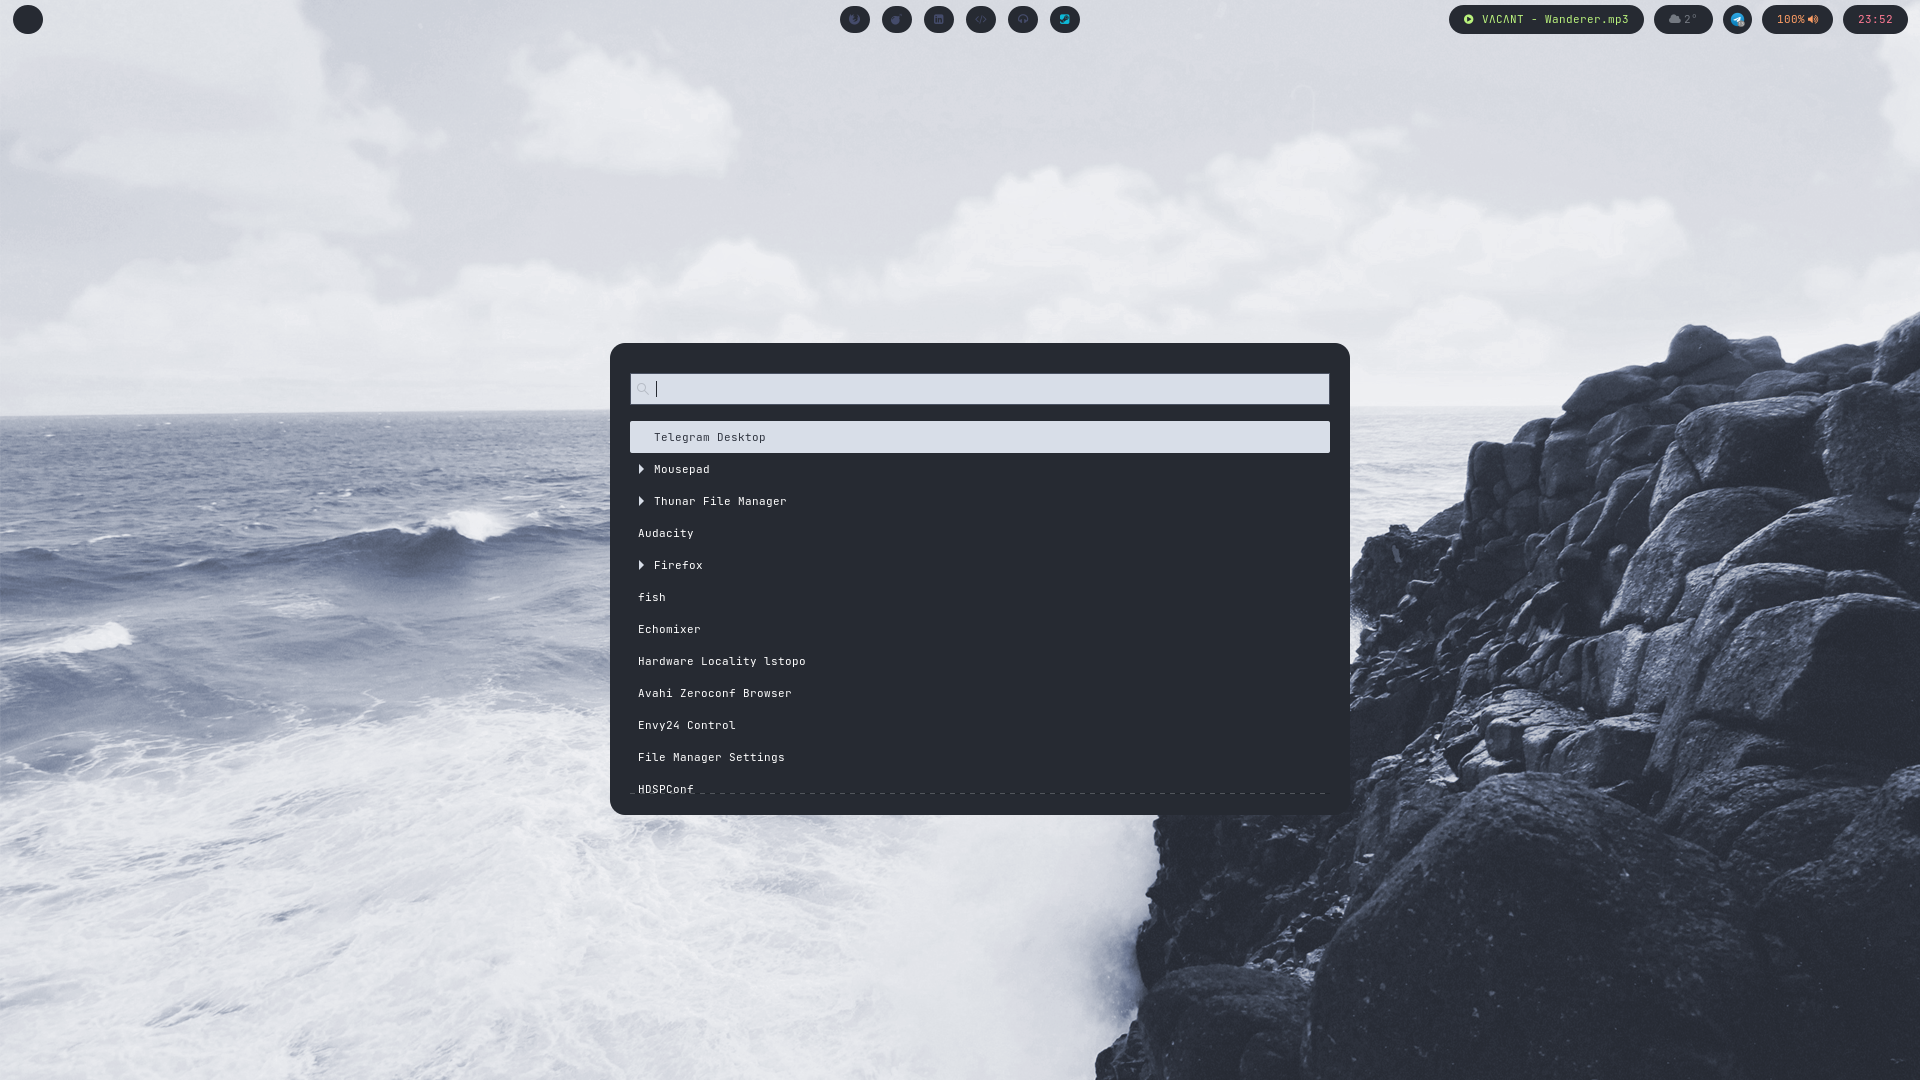 VΛCΛNT - Wanderer.mp3
2°
100%
23:52
Telegram Desktop
Mousepad
Thunar File Manager
Audacity
Firefox
fish
Echomixer
Hardware Locality lstopo
Avahi Zeroconf Browser
Envy24 Control
File Manager Settings
HDSPConf